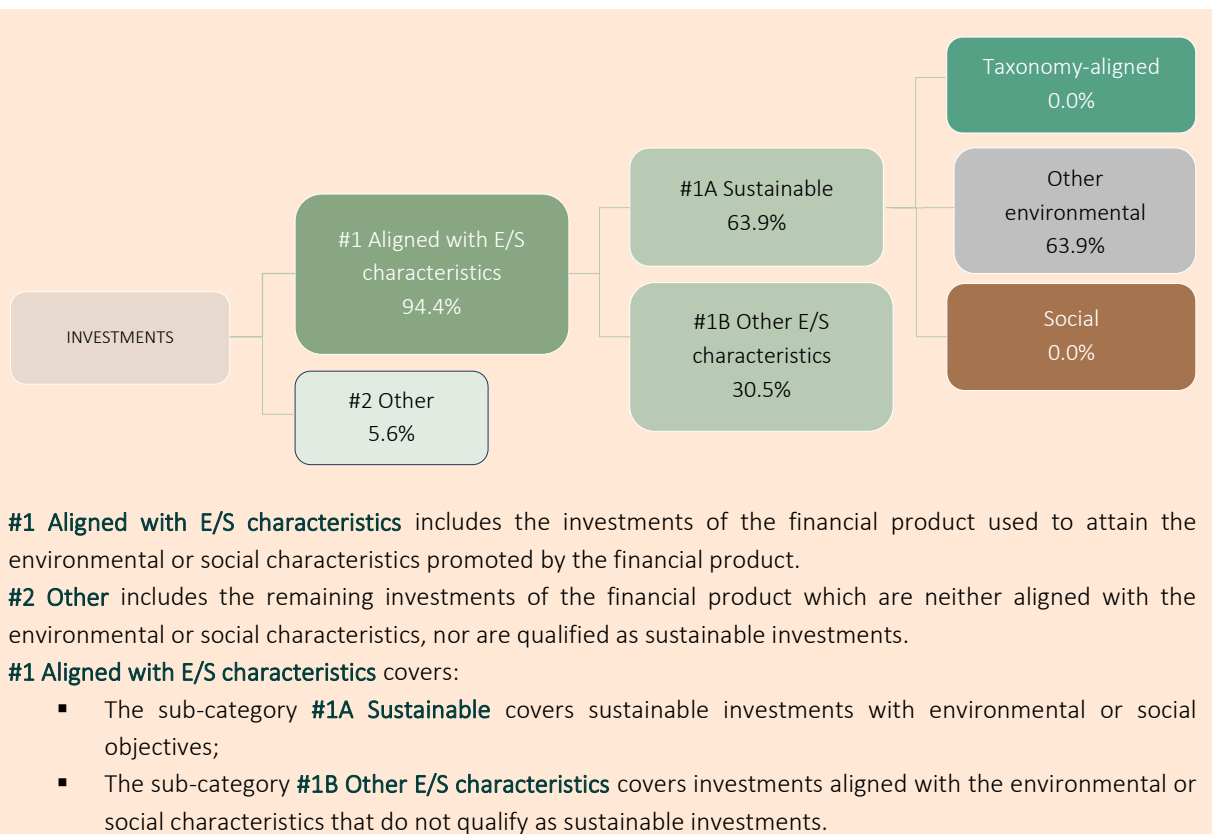 INVESTMENTS
#1 Aligned with E/S
characteristics
94.4%
#2 Other
5.6%
#1A Sustainable
63.9%
#1B Other E/S
characteristics
30.5%
Taxonomy-aligned
0.0%
Other
environmental
63.9%
Social
0.0%
#1 Aligned with E/S characteristics includes the investments of the financial product used to attain the
environmental or social characteristics promoted by the financial product.
#2 Other includes the remaining investments of the financial product which are neither aligned with the
environmental or social characteristics, nor are qualified as sustainable investments.
#1 Aligned with E/S characteristics covers:
▪ The sub-category #1A Sustainable covers sustainable investments with environmental or social
objectives;
▪ The sub-category #1B Other E/S characteristics covers investments aligned with the environmental or
social characteristics that do not qualify as sustainable investments.